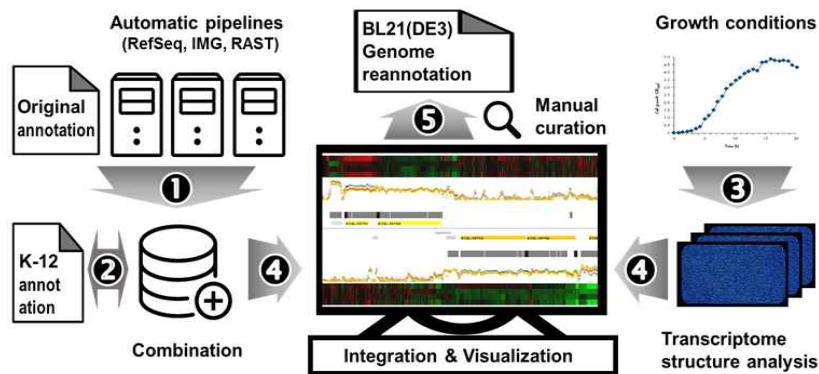 Automatic pipelines
(RefSeq, IMG, RAST)
Original
annotation
BL21(DE3)
Genome
reannotation
Growth conditions
Manual
curation
5
1
3
K-12
annot
ation
2
4
4
Combination
Integration & Visualization
Transcriptome
structure analysis